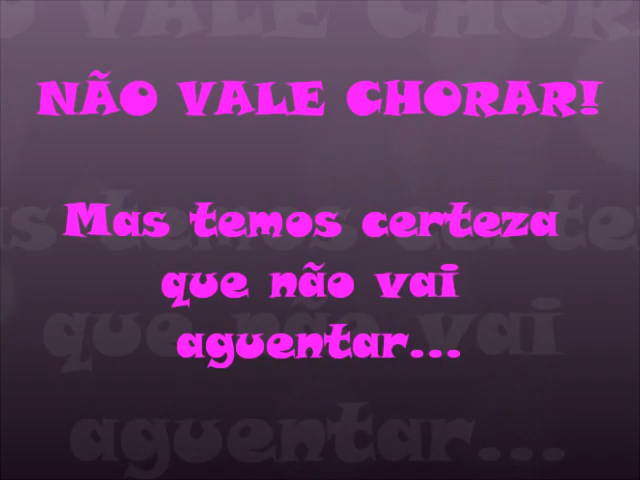 NÃO VALE CHORAR!
Mas temos certeza
que não vai
aguentar...